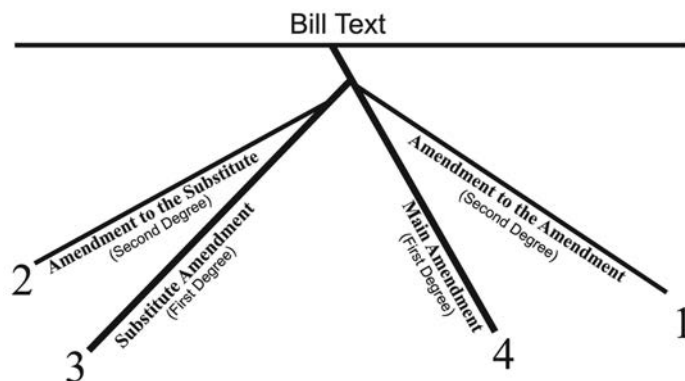 Bill Text
Amendment to the Substitute
(Second Degree)
2
Substitute Amendment
(First Degree)
3
Main Amendment
(First Degree)
4
Amendment to the Amendment
(Second Degree)
1